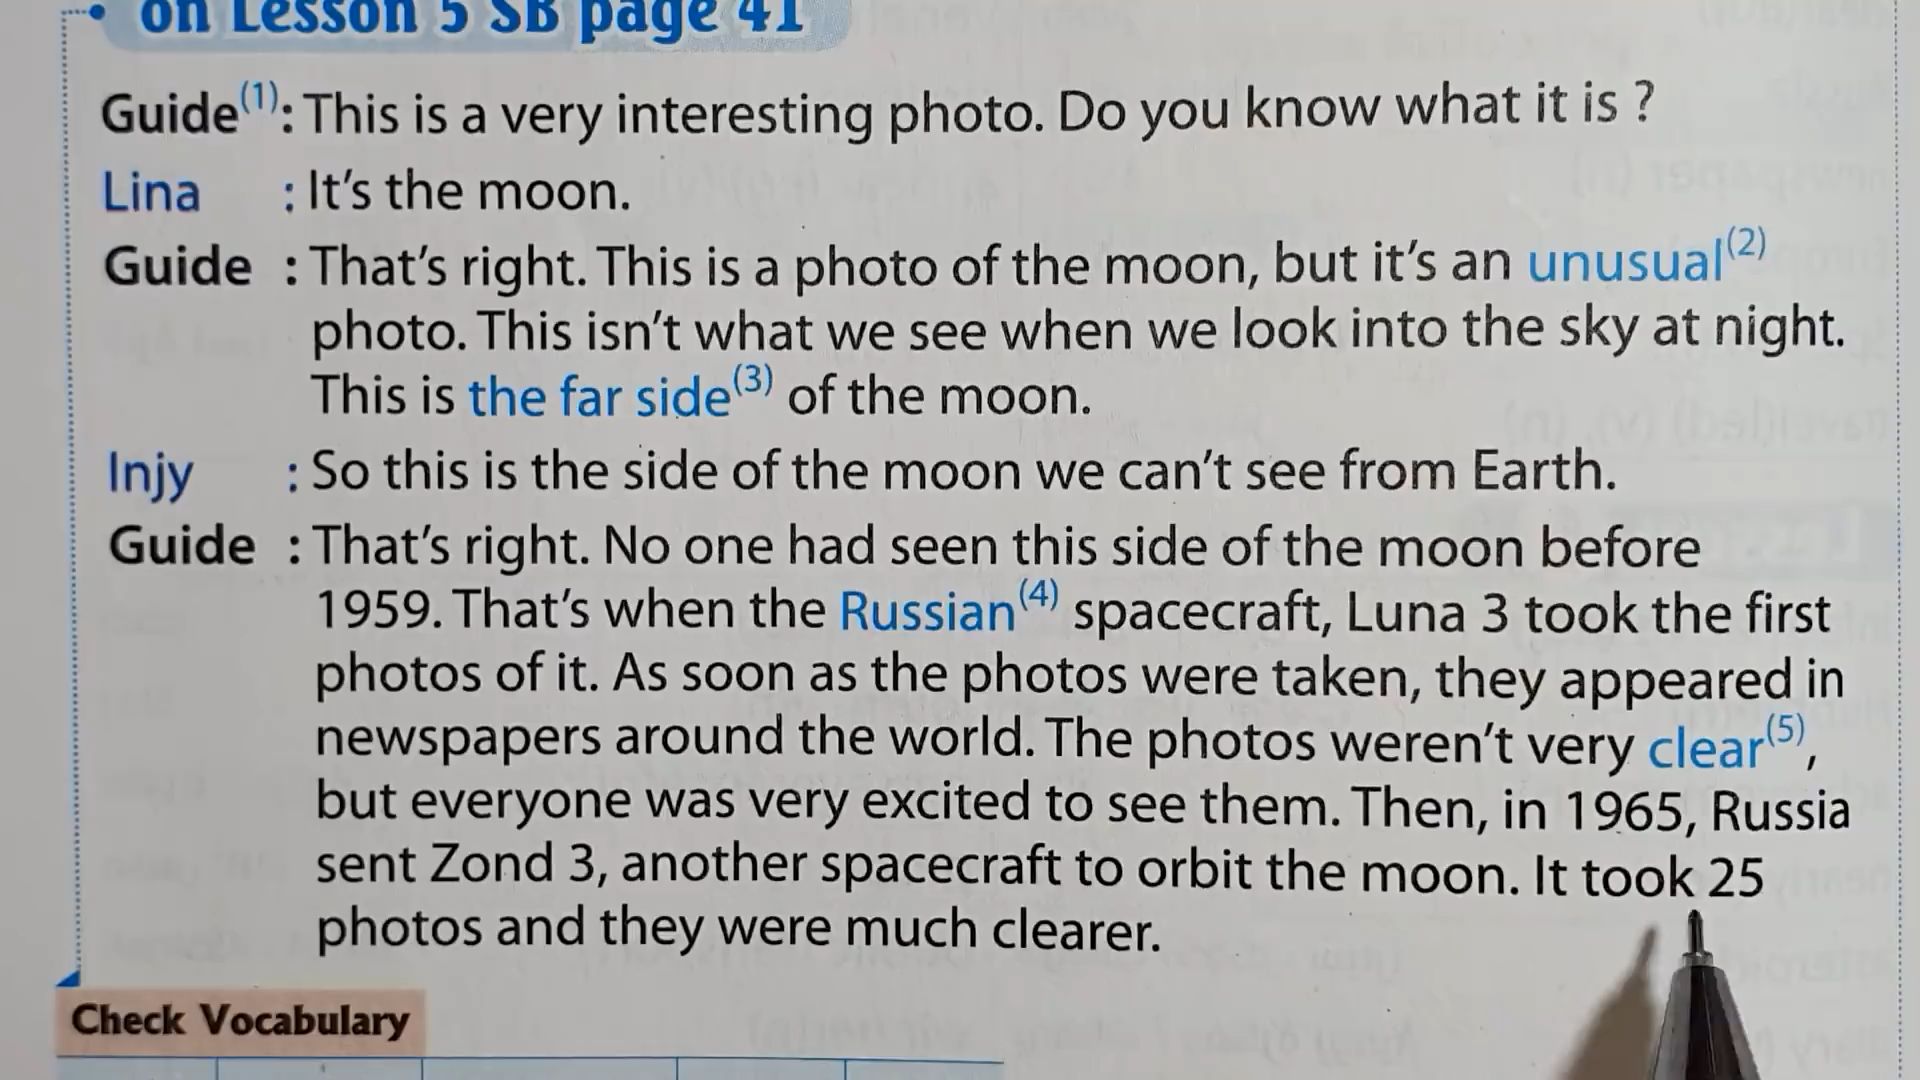 on Lesson 5 SB page 41
Guide(1): This is a very interesting photo. Do you know what it is ?
Lina : It's the moon.
Guide : That's right. This is a photo of the moon, but it's an unusual(2)
photo. This isn't what we see when we look into the sky at night.
This is the far side(3) of the moon.
Injy : So this is the side of the moon we can't see from Earth.
Guide : That's right. No one had seen this side of the moon before
1959. That's when the Russian(4) spacecraft, Luna 3 took the first
photos of it. As soon as the photos were taken, they appeared in
newspapers around the world. The photos weren't very clear(5),
but everyone was very excited to see them. Then, in 1965, Russia
sent Zond 3, another spacecraft to orbit the moon. It took 25
photos and they were much clearer.
Check Vocabulary